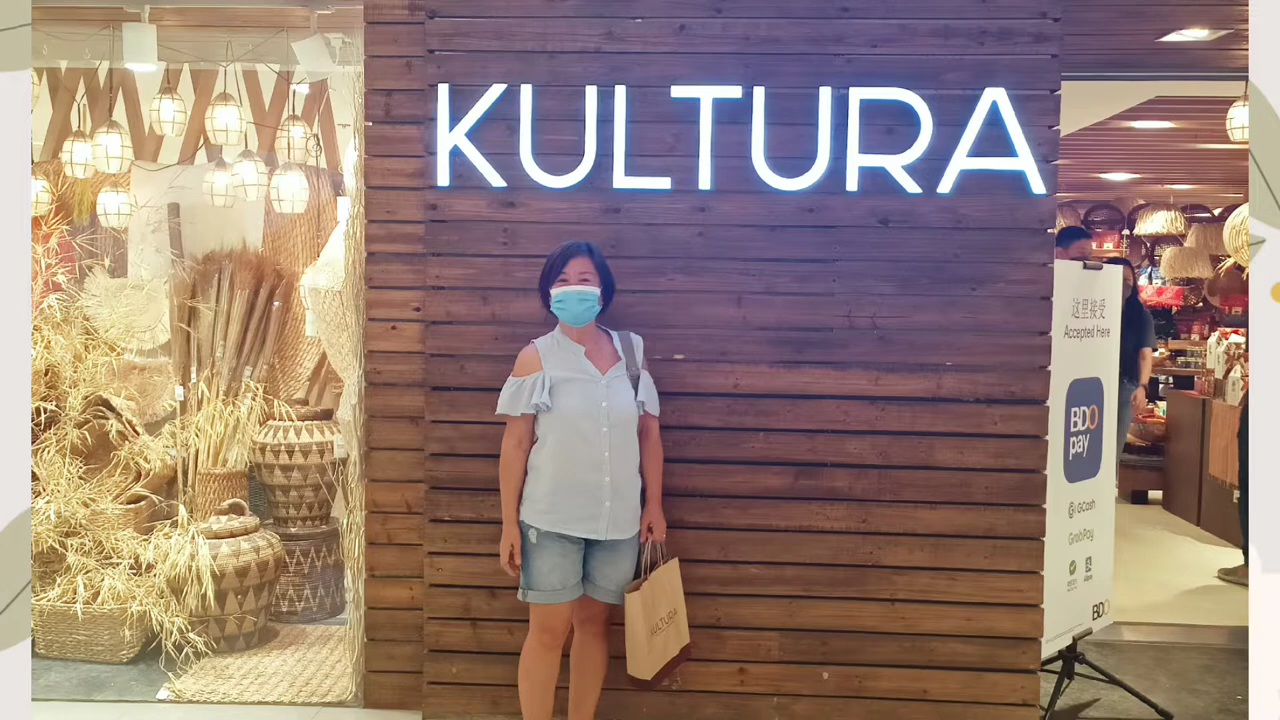 KULTURA
这里接受
Accepted Here
BDO
pay
GCash
GrabPay
BDO
KULTURA